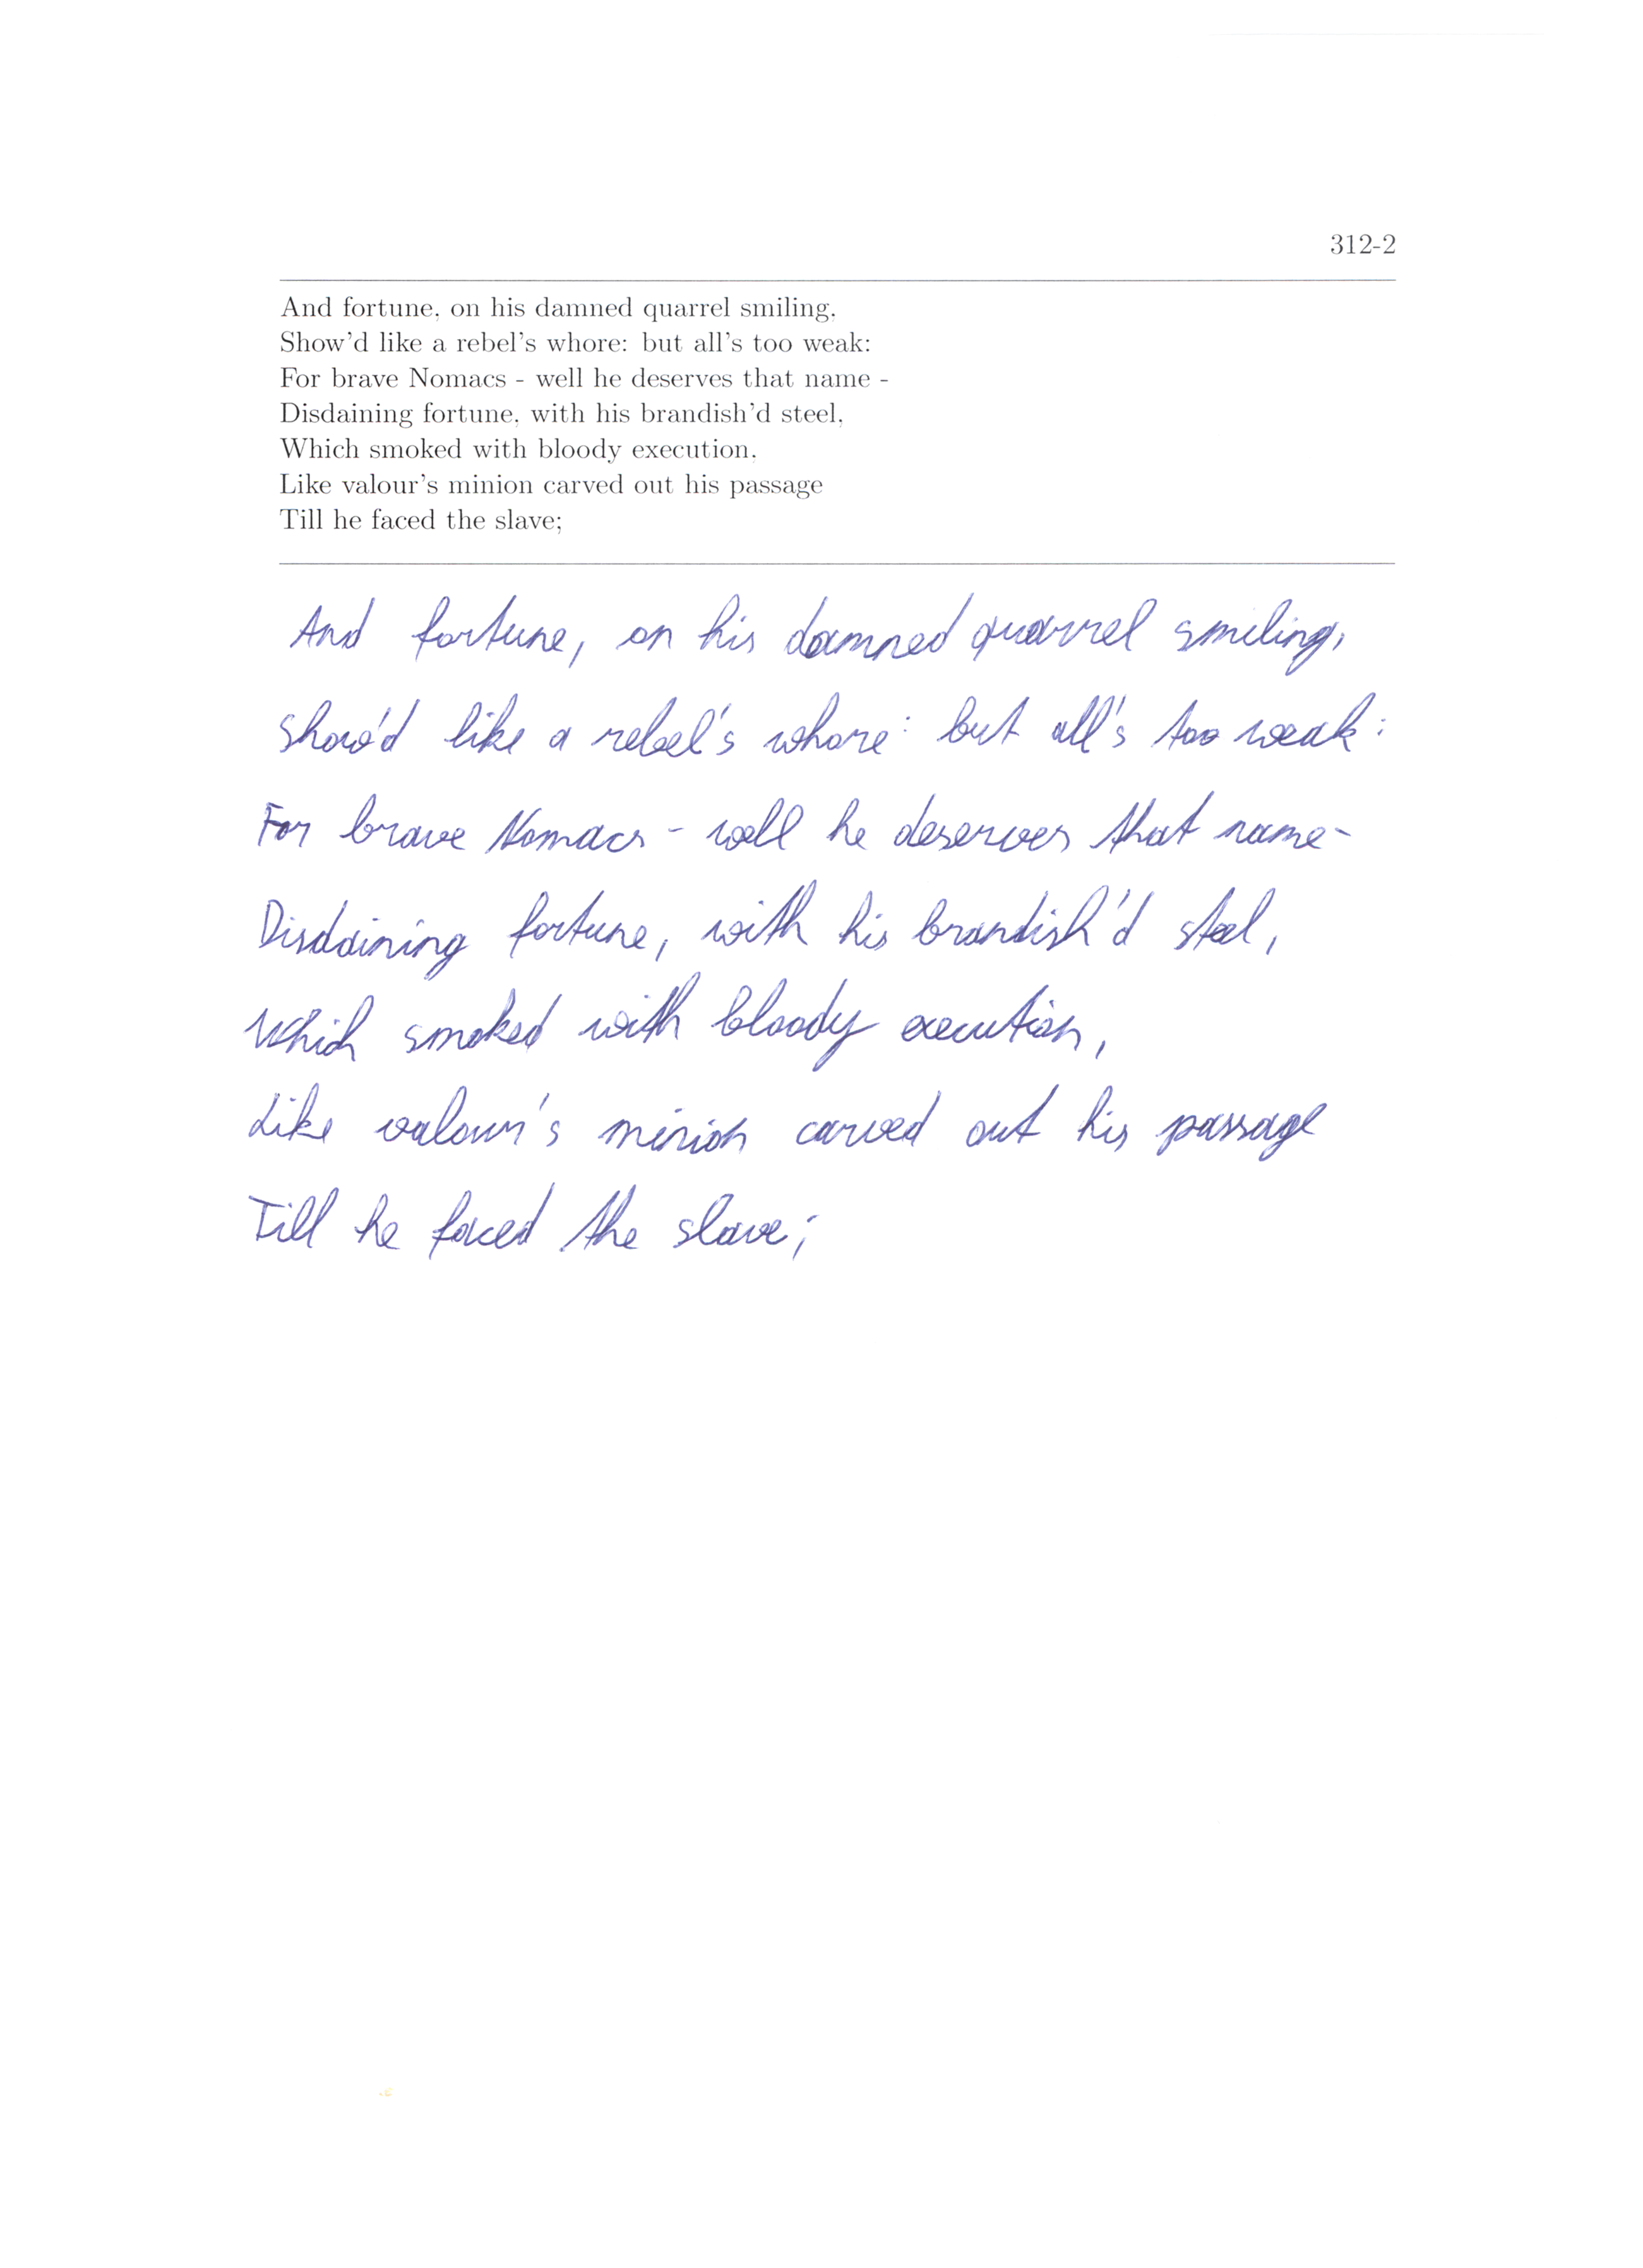 312-2
And fortune, on his damned quarrel smiling,
Show'd like a rebel's whore: but all's too weak:
For brave Nomacs - well he deserves that name -
Disdaining fortune, with his brandish'd steel,
Which smoked with bloody execution,
Like valour's minion carved out his passage
Till he faced the slave;
And fortune, on his damned quarrel smiling,
Show'd like a rebel's whore: but all's too weak:
For brave Nomacs - well he deserves that name-
Disdaining fortune, with his brandish'd steel,
Which smoked with bloody execution,
Like valour's minion carved out his passage
Till he faced the slave;